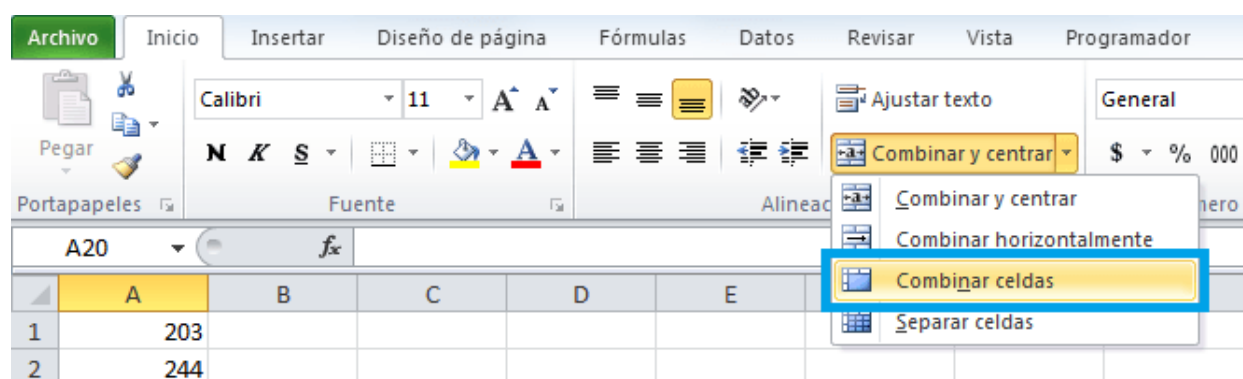 Archivo Inicio Insertar Diseño de página Fórmulas Datos Revisar Vista Programador
Calibri 11 A A Ajustar texto General
Pegar N K S A Combinar y centrar $ % 000
Portapapeles Fuente Alineac
Combinar y centrar
nero
Combinar horizontalmente
A20 fx
Combinar celdas
A B C D E
Separar celdas
1 203
2 244